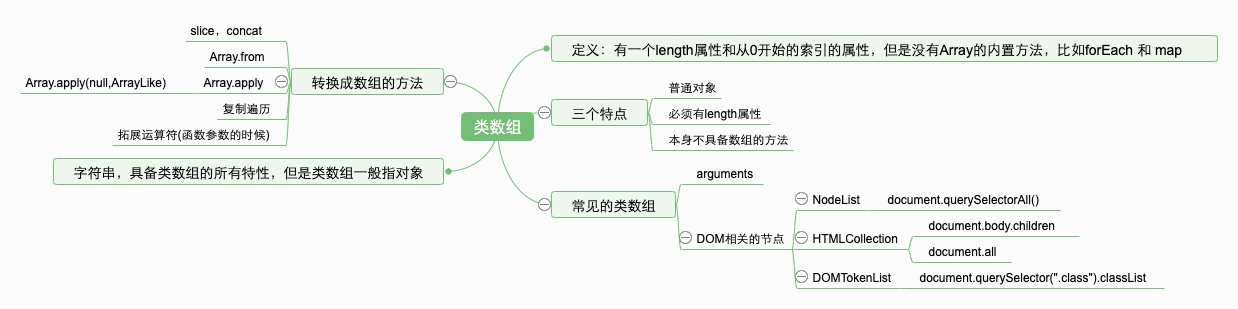 类数组
定义：有一个length属性和从0开始的索引的属性，但是没有Array的内置方法，比如forEach 和 map
三个特点
普通对象
必须有length属性
本身不具备数组的方法
常见的类数组
arguments
DOM相关的节点
NodeList
document.querySelectorAll()
HTMLCollection
document.body.children
document.all
DOMTokenList
document.querySelector(".class").classList
转换成数组的方法
slice，concat
Array.from
Array.apply
Array.apply(null,ArrayLike)
复制遍历
拓展运算符(函数参数的时候)
字符串，具备类数组的所有特性，但是类数组一般指对象